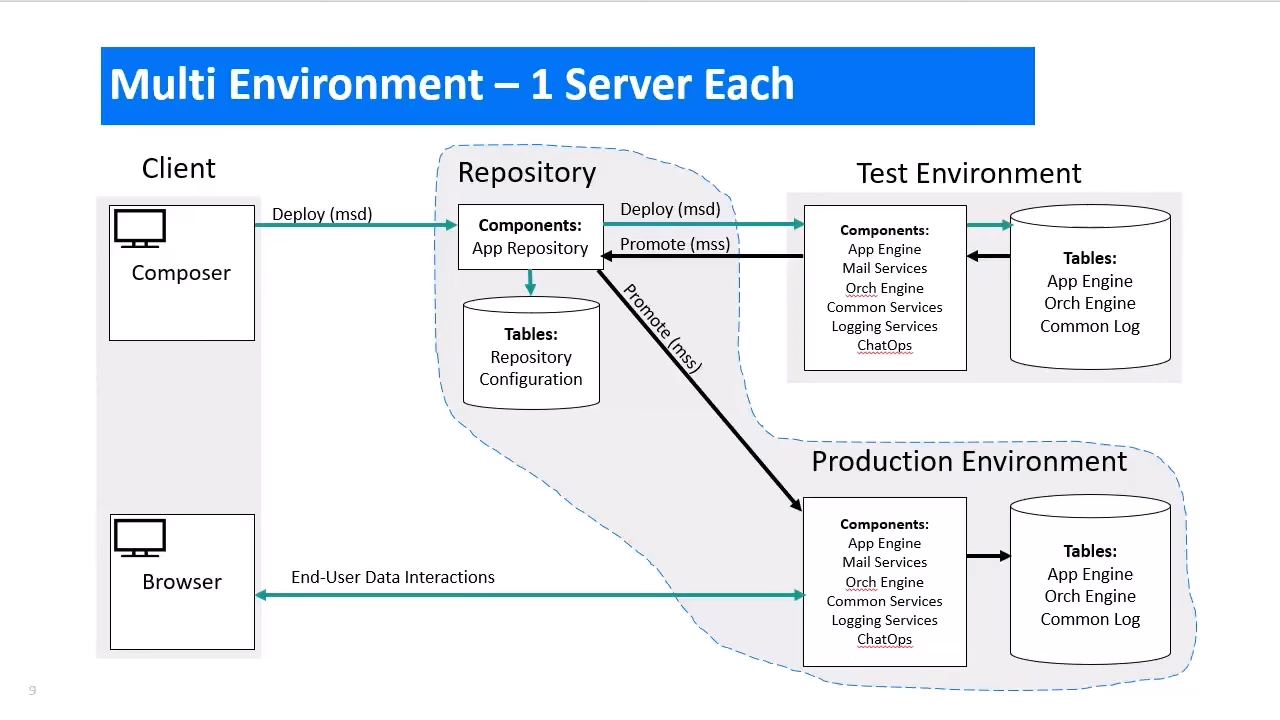 Multi Environment – 1 Server Each
Client
Composer
Browser
Deploy (msd)
End-User Data Interactions
Repository
Components:
App Repository
Tables:
Repository
Configuration
Deploy (msd)
Promote (mss)
Promote (mss)
Test Environment
Components:
App Engine
Mail Services
Orch Engine
Common Services
Logging Services
ChatOps
Tables:
App Engine
Orch Engine
Common Log
Production Environment
Components:
App Engine
Mail Services
Orch Engine
Common Services
Logging Services
ChatOps
Tables:
App Engine
Orch Engine
Common Log
9